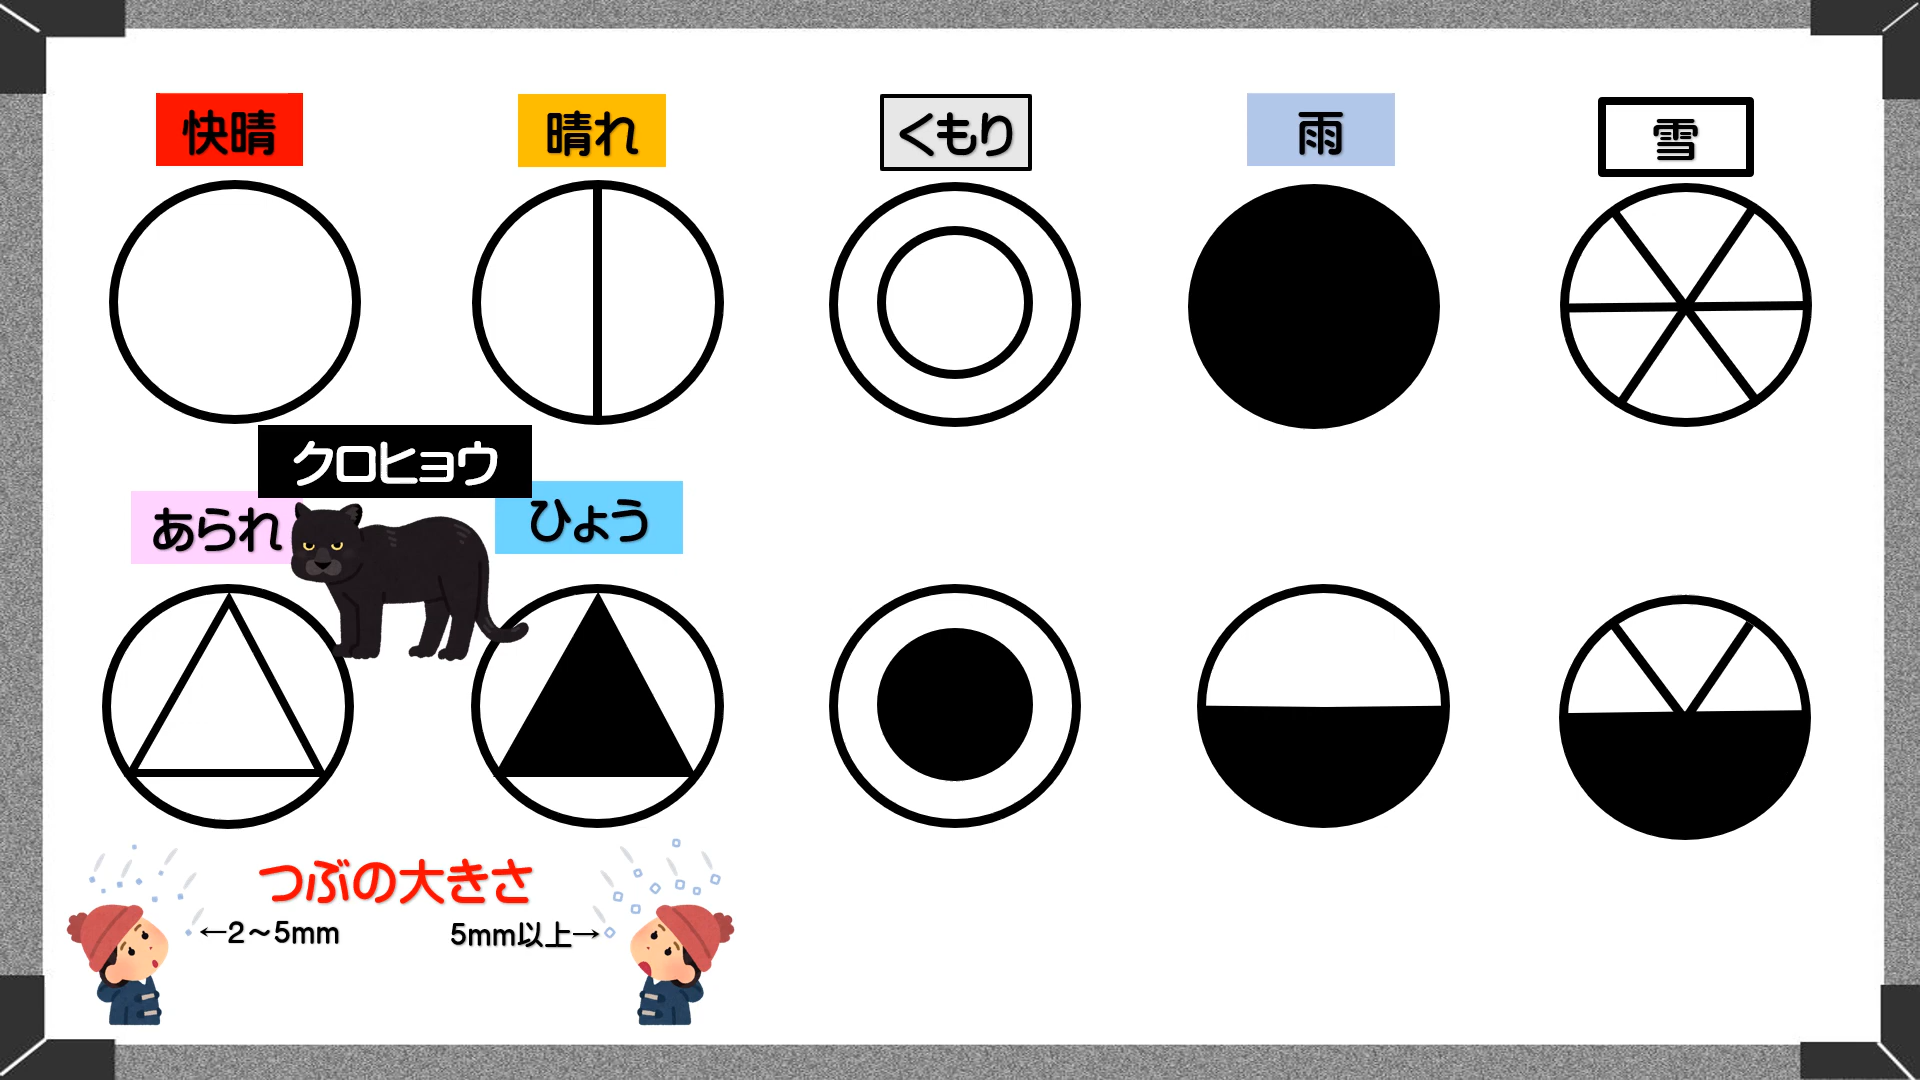 快晴
晴れ
くもり
雨
雪
クロヒョウ
あられ
ひょう
つぶの大きさ
←2～5mm
5mm以上→